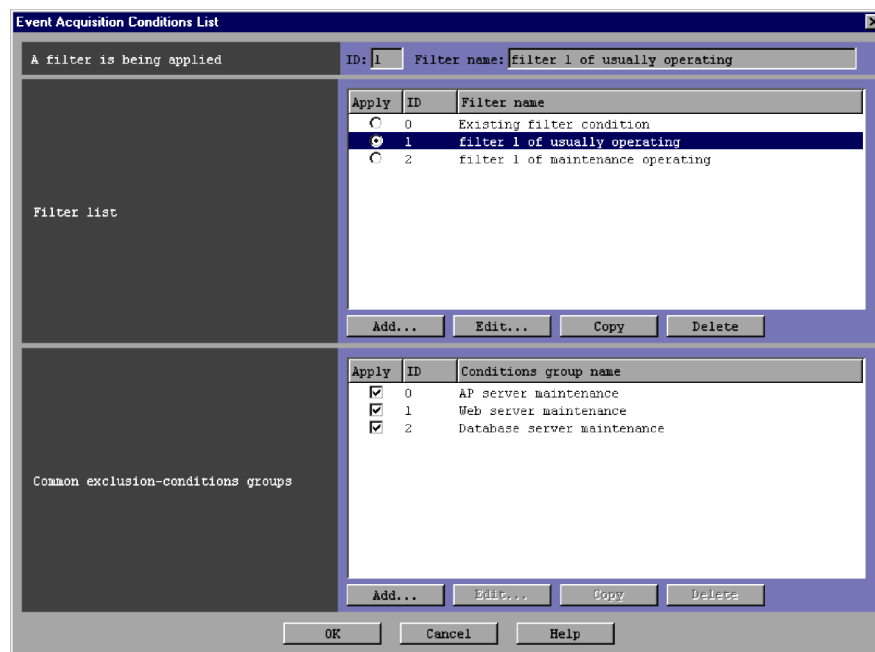 Event Acquisition Conditions List
A filter is being applied
ID: 1 Filter name: filter 1 of usually operating
Filter list
Apply ID Filter name
0 Existing filter condition
1 filter 1 of usually operating
2 filter 1 of maintenance operating
Add... Edit... Copy Delete
Common exclusion-conditions groups
Apply ID Conditions group name
0 AP server maintenance
1 Web server maintenance
2 Database server maintenance
Add... Edit... Copy Delete
OK Cancel Help